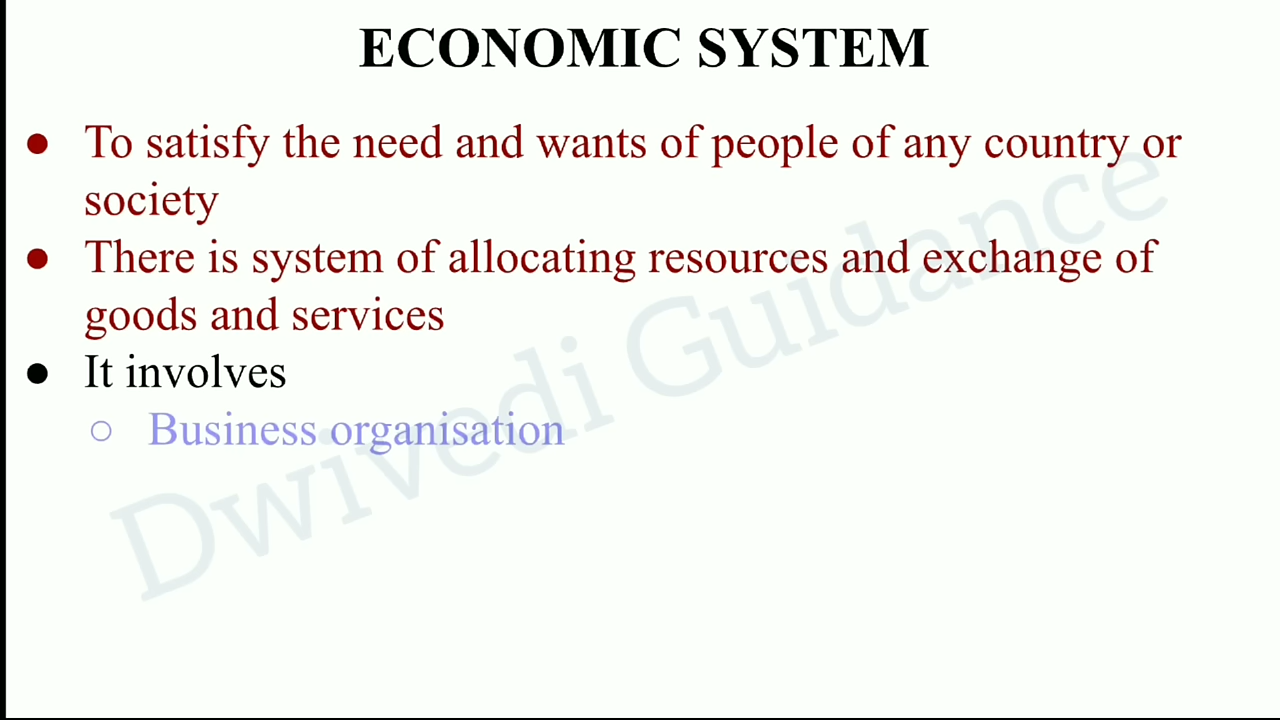 ECONOMIC SYSTEM
● To satisfy the need and wants of people of any country or
society
● There is system of allocating resources and exchange of
goods and services
● It involves
○ Business organisation
Dwivedi Guidance